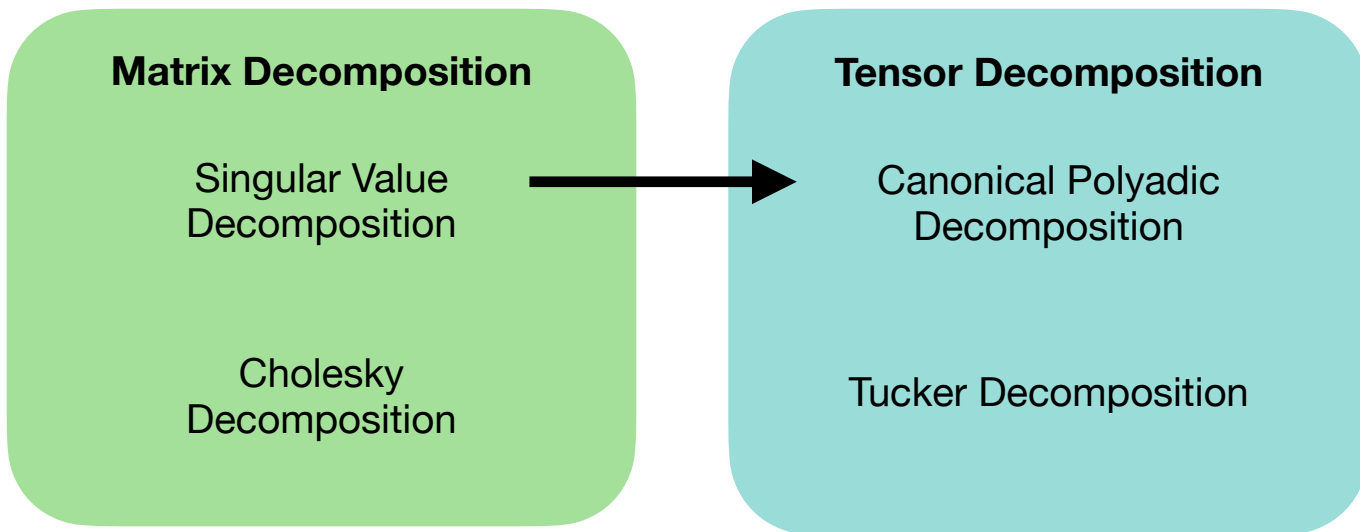 Matrix Decomposition
Singular Value
Decomposition
Cholesky
Decomposition
Tensor Decomposition
Canonical Polyadic
Decomposition
Tucker Decomposition